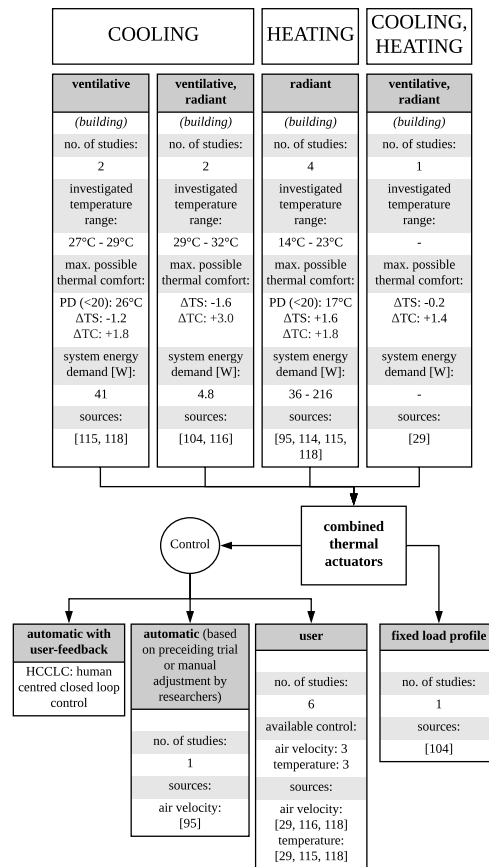 COOLING
HEATING
COOLING,
HEATING
ventilative
(building)
no. of studies:
2
investigated
temperature
range:
27°C - 29°C
max. possible
thermal comfort:
PD (<20): 26°C
ΔTS: -1.2
ΔTC: +1.8
system energy
demand [W]:
41
sources:
[115, 118]
ventilative,
radiant
(building)
no. of studies:
2
investigated
temperature
range:
29°C - 32°C
max. possible
thermal comfort:
ΔTS: -1.6
ΔTC: +3.0
system energy
demand [W]:
4.8
sources:
[104, 116]
radiant
(building)
no. of studies:
4
investigated
temperature
range:
14°C - 23°C
max. possible
thermal comfort:
PD (<20): 17°C
ΔTS: +1.6
ΔTC: +1.8
system energy
demand [W]:
36 - 216
sources:
[95, 114, 115,
118]
ventilative,
radiant
(building)
no. of studies:
1
investigated
temperature
range:
-
max. possible
thermal comfort:
ΔTS: -0.2
ΔTC: +1.4
system energy
demand [W]:
-
sources:
[29]
Control
combined
thermal
actuators
automatic with
user-feedback
HCCLC: human
centred closed loop
control
automatic (based
on preceiding trial
or manual
adjustment by
researchers)
no. of studies:
1
sources:
air velocity:
[95]
user
no. of studies:
6
available control:
air velocity: 3
temperature: 3
sources:
air velocity:
[29, 116, 118]
temperature:
[29, 115, 118]
fixed load profile
no. of studies:
1
sources:
[104]